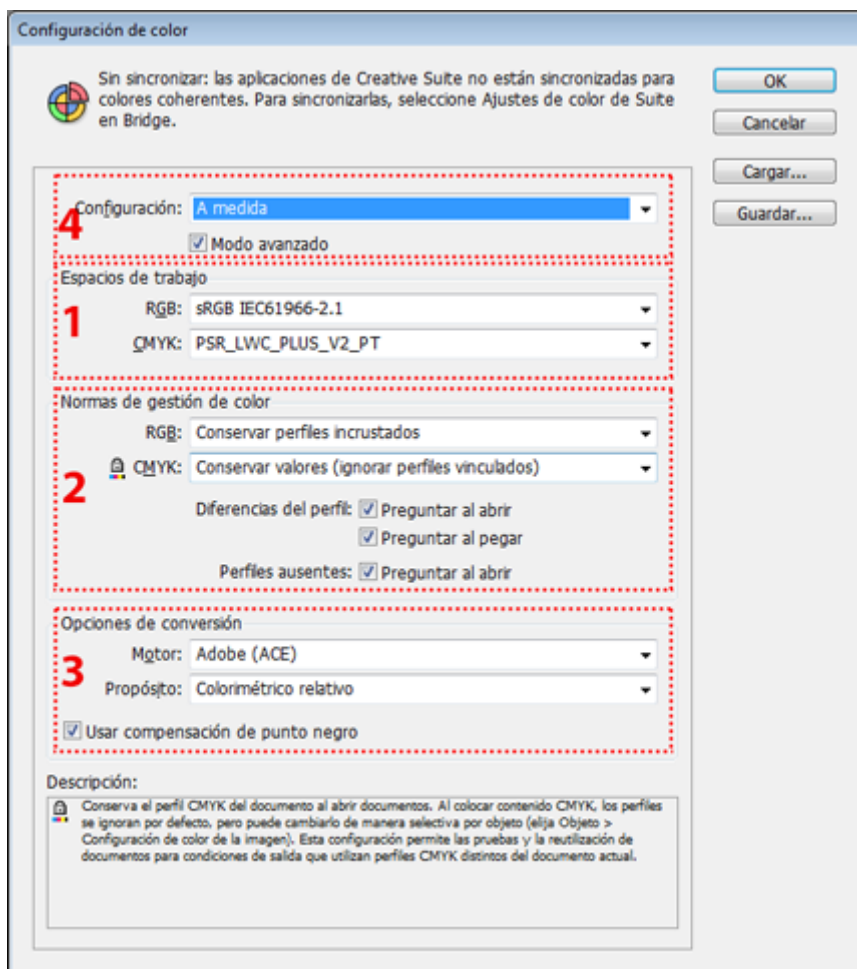 Configuración de color
Sin sincronizar: las aplicaciones de Creative Suite no están sincronizadas para
colores coherentes. Para sincronizarlas, seleccione Ajustes de color de Suite
en Bridge.
OK
Cancelar
Cargar...
Guardar...
4
Configuración: A medida
Modo avanzado
1
Espacios de trabajo
RGB: sRGB IEC61966-2.1
CMYK: PSR_LWC_PLUS_V2_PT
2
Normas de gestión de color
RGB: Conservar perfiles incrustados
CMYK: Conservar valores (ignorar perfiles vinculados)
Diferencias del perfil: Preguntar al abrir
Preguntar al pegar
Perfiles ausentes: Preguntar al abrir
3
Opciones de conversión
Motor: Adobe (ACE)
Propósito: Colorimétrico relativo
Usar compensación de punto negro
Descripción:
Conserva el perfil CMYK del documento al abrir documentos. Al colocar contenido CMYK, los perfiles
se ignoran por defecto, pero puede cambiarlo de manera selectiva por objeto (elija Objeto >
Configuración de color de la imagen). Esta configuración permite las pruebas y la reutilización de
documentos para condiciones de salida que utilizan perfiles CMYK distintos del documento actual.